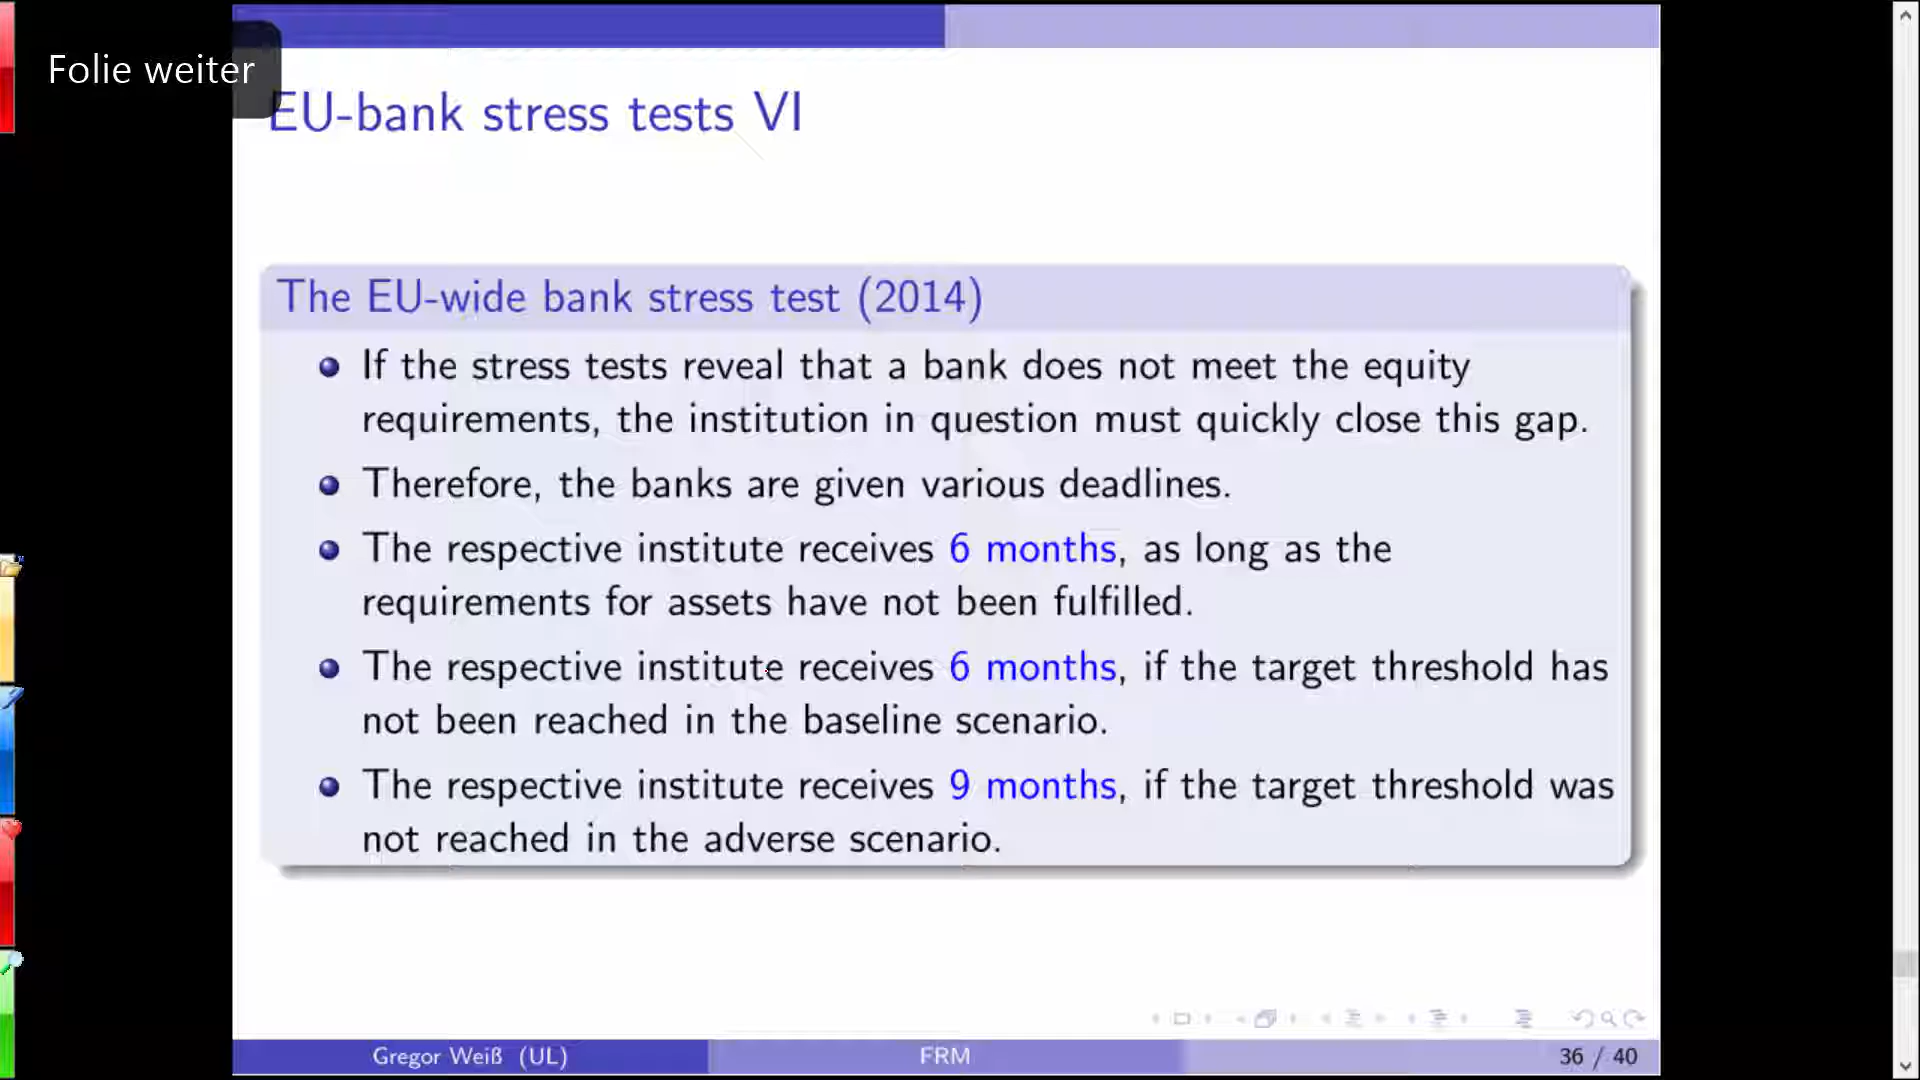 Folie weiter
EU-bank stress tests VI
The EU-wide bank stress test (2014)
If the stress tests reveal that a bank does not meet the equity
requirements, the institution in question must quickly close this gap.
Therefore, the banks are given various deadlines.
The respective institute receives 6 months, as long as the
requirements for assets have not been fulfilled.
The respective institute receives 6 months, if the target threshold has
not been reached in the baseline scenario.
The respective institute receives 9 months, if the target threshold was
not reached in the adverse scenario.
Gregor Weiß (UL)
FRM
36 / 40